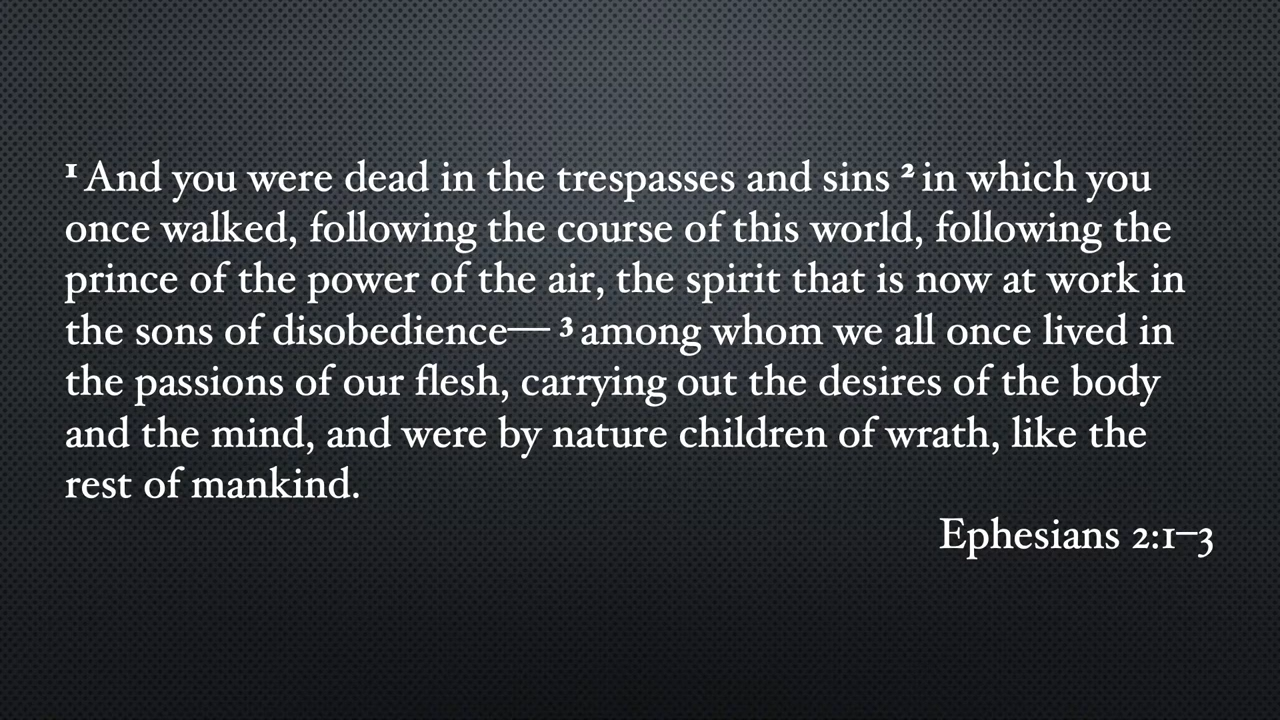 ¹ And you were dead in the trespasses and sins ² in which you
once walked, following the course of this world, following the
prince of the power of the air, the spirit that is now at work in
the sons of disobedience— ³ among whom we all once lived in
the passions of our flesh, carrying out the desires of the body
and the mind, and were by nature children of wrath, like the
rest of mankind.
Ephesians 2:1–3